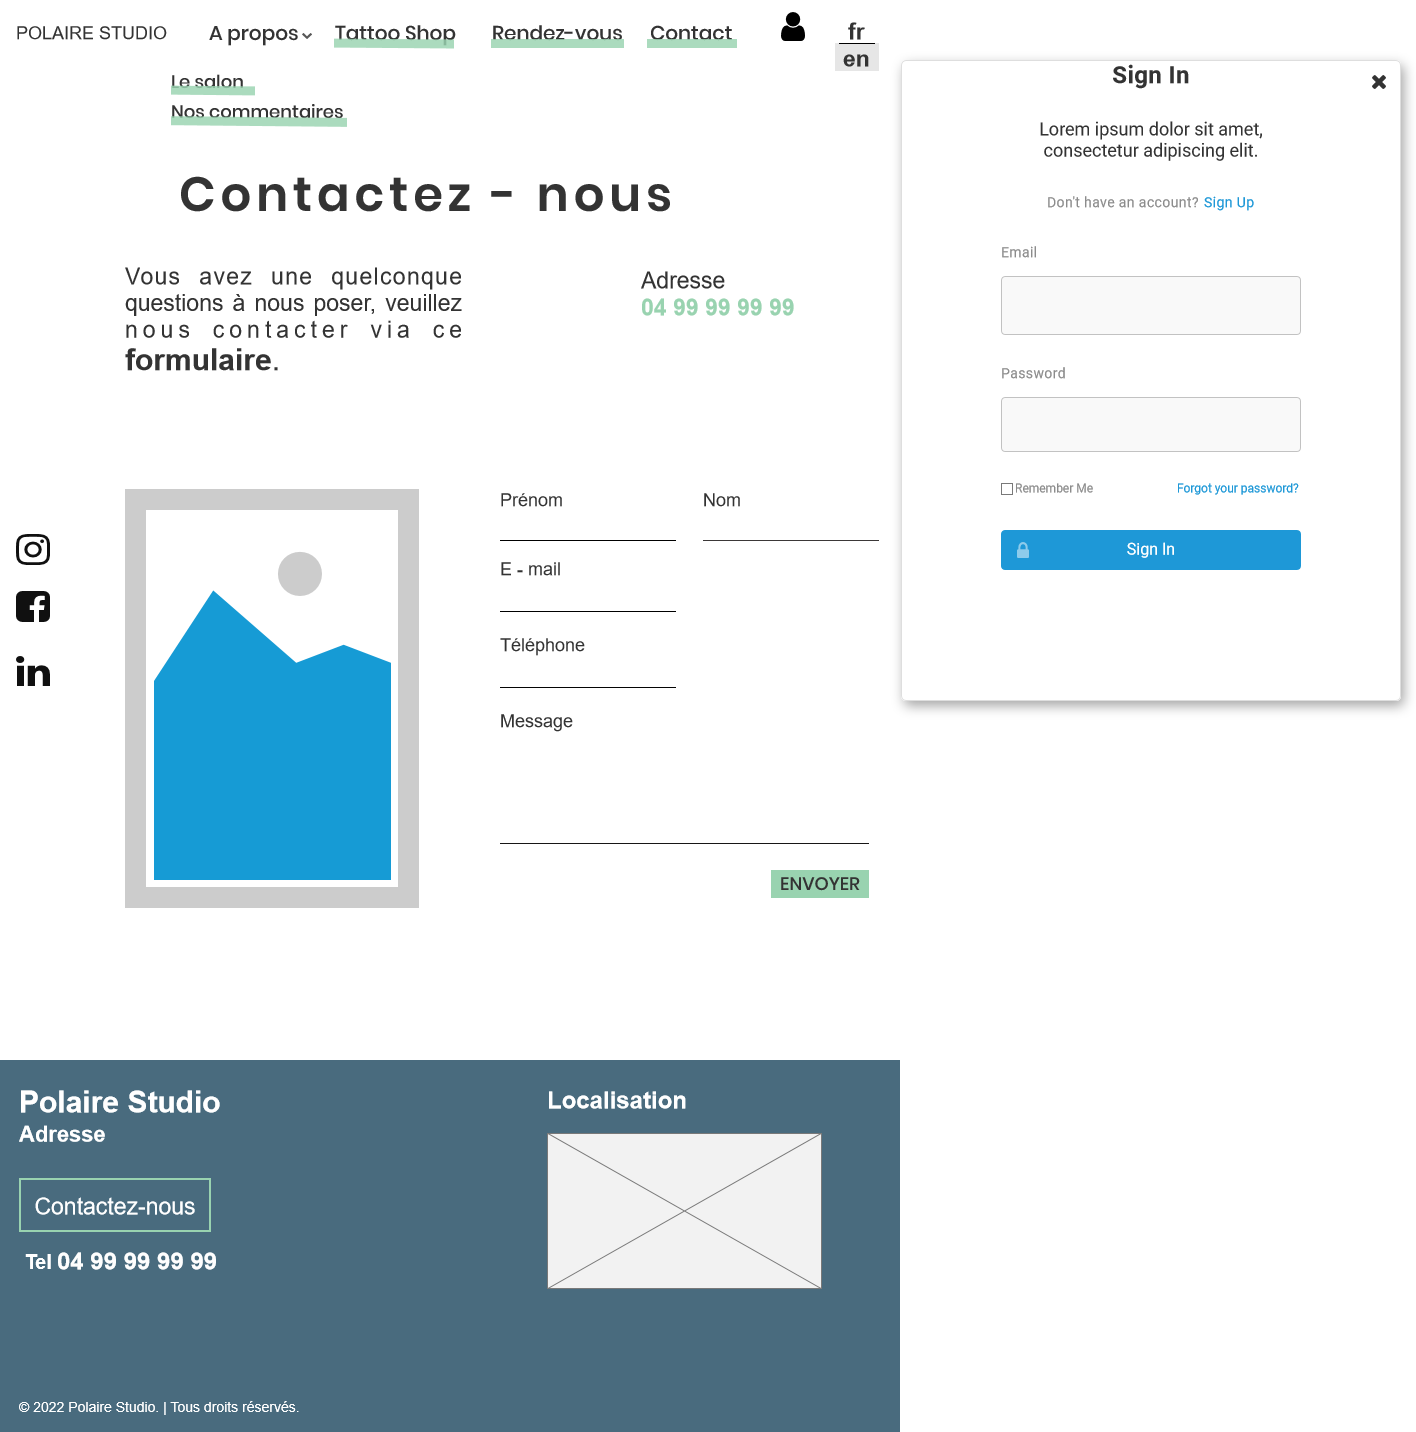 POLAIRE STUDIO
A propos
Tattoo Shop
Rendez-vous
Contact
fr
en
Le salon
Nos commentaires
Contactez - nous
Vous avez une quelconque
questions à nous poser, veuillez
nous contacter via ce
formulaire.
Adresse
04 99 99 99 99
Prénom
Nom
E - mail
Téléphone
Message
ENVOYER
Sign In
Lorem ipsum dolor sit amet,
consectetur adipiscing elit.
Don't have an account? Sign Up
Email
Password
Remember Me
Forgot your password?
Sign In
Polaire Studio
Adresse
Contactez-nous
Tel 04 99 99 99 99
Localisation
© 2022 Polaire Studio. | Tous droits réservés.